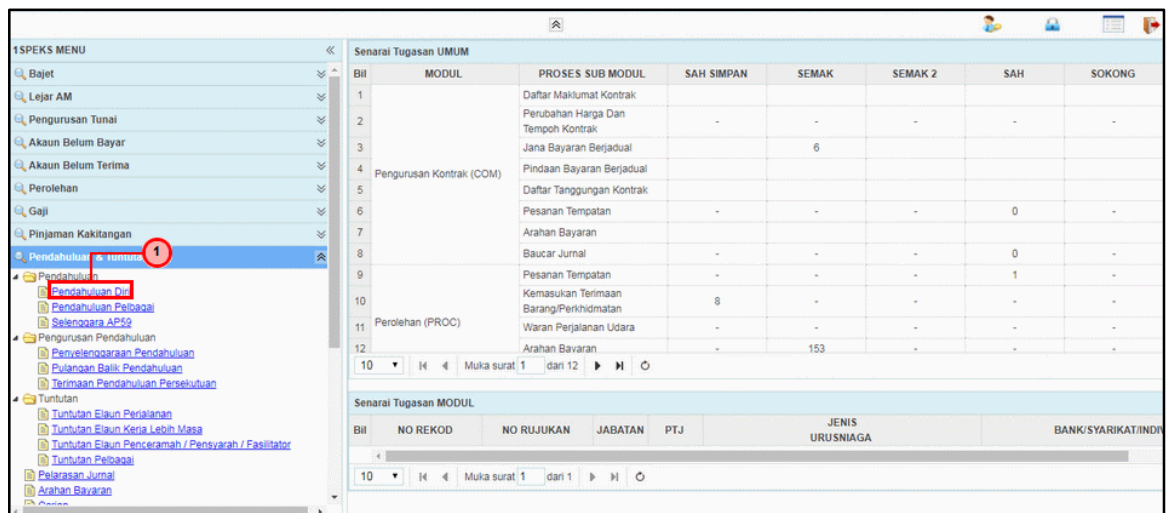 1SPEKS MENU
Bajet
Lejar AM
Pengurusan Tunai
Akaun Belum Bayar
Akaun Belum Terima
Perolehan
Gaji
Pinjaman Kakitangan
Pendahuluan & Tuntuta
1
Pendahuluan
Pendahuluan Diri
Pendahuluan Pelbagai
Selenggara AP59
Pengurusan Pendahuluan
Penyelenggaraan Pendahuluan
Pulangan Balik Pendahuluan
Terimaan Pendahuluan Persekutuan
Tuntutan
Tuntutan Elaun Perjalanan
Tuntutan Elaun Kerja Lebih Masa
Tuntutan Elaun Penceramah / Pensyarah / Fasilitator
Tuntutan Pelbagai
Pelarasan Jurnal
Arahan Bayaran
Senarai Tugasan UMUM
Bil MODUL PROSES SUB MODUL SAH SIMPAN SEMAK SEMAK 2 SAH SOKONG
1 Daftar Maklumat Kontrak
2 Perubahan Harga Dan Tempoh Kontrak - - - - -
3 Jana Bayaran Berjadual 6
4 Pengurusan Kontrak (COM) Pindaan Bayaran Berjadual
5 Daftar Tanggungan Kontrak
6 Pesanan Tempatan - - - 0 -
7 Arahan Bayaran
8 Baucar Jurnal - - - 0 -
9 Pesanan Tempatan - - - 1 -
10 Kemasukan Terimaan Barang/Perkhidmatan 8 - - - -
11 Perolehan (PROC) Waran Perjalanan Udara - - - - -
12 Arahan Bayaran - 153 - - -
10 Muka surat 1 dari 12
Senarai Tugasan MODUL
Bil NO REKOD NO RUJUKAN JABATAN PTJ JENIS URUSNIAGA BANK/SYARIKAT/INDIV
10 Muka surat 1 dari 1